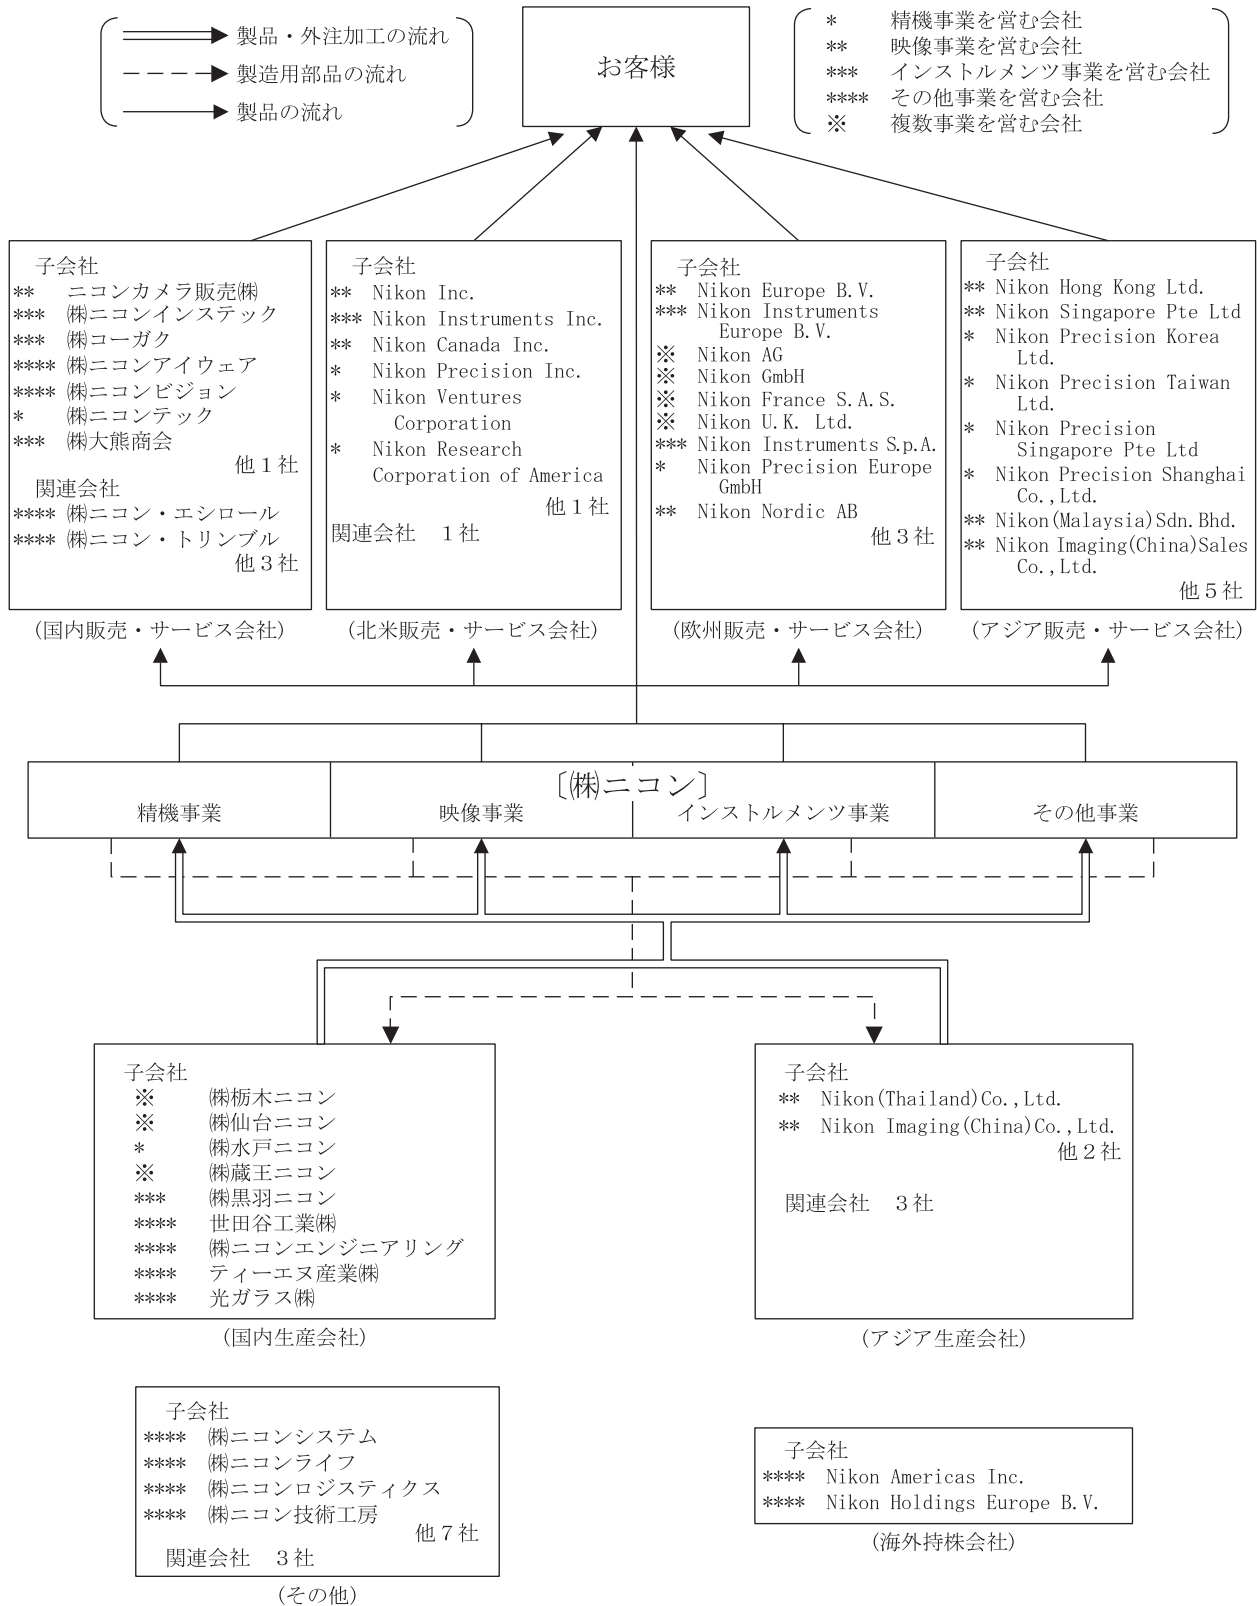 製品・外注加工の流れ
製造用部品の流れ
製品の流れ
お客様
* 精機事業を営む会社
** 映像事業を営む会社
*** インストルメンツ事業を営む会社
**** その他事業を営む会社
※ 複数事業を営む会社
子会社
** ニコンカメラ販売㈱
*** ㈱ニコンインステック
*** ㈱コーガク
**** ㈱ニコンアイウェア
**** ㈱ニコンビジョン
* ㈱ニコンテック
*** ㈱大熊商会
他1社
関連会社
**** ㈱ニコン・エシロール
**** ㈱ニコン・トリンブル
他3社
(国内販売・サービス会社)
子会社
** Nikon Inc.
*** Nikon Instruments Inc.
** Nikon Canada Inc.
* Nikon Precision Inc.
* Nikon Ventures
Corporation
* Nikon Research
Corporation of America
他1社
関連会社 1社
(北米販売・サービス会社)
子会社
** Nikon Europe B.V.
*** Nikon Instruments
Europe B.V.
※ Nikon AG
※ Nikon GmbH
※ Nikon France S.A.S.
※ Nikon U.K. Ltd.
*** Nikon Instruments S.p.A.
* Nikon Precision Europe
GmbH
** Nikon Nordic AB
他3社
(欧州販売・サービス会社)
子会社
** Nikon Hong Kong Ltd.
** Nikon Singapore Pte Ltd
* Nikon Precision Korea
Ltd.
* Nikon Precision Taiwan
Ltd.
* Nikon Precision
Singapore Pte Ltd
* Nikon Precision Shanghai
Co.,Ltd.
** Nikon(Malaysia)Sdn.Bhd.
** Nikon Imaging(China)Sales
Co.,Ltd.
他5社
(アジア販売・サービス会社)
〔㈱ニコン〕
精機事業
映像事業
インストルメンツ事業
その他事業
子会社
※ ㈱栃木ニコン
※ ㈱仙台ニコン
* ㈱水戸ニコン
※ ㈱蔵王ニコン
*** ㈱黒羽ニコン
**** 世田谷工業㈱
**** ㈱ニコンエンジニアリング
**** ティーエヌ産業㈱
**** 光ガラス㈱
(国内生産会社)
子会社
** Nikon(Thailand)Co.,Ltd.
** Nikon Imaging(China)Co.,Ltd.
他2社
関連会社 3社
(アジア生産会社)
子会社
**** ㈱ニコンシステム
**** ㈱ニコンライフ
**** ㈱ニコンロジスティクス
**** ㈱ニコン技術工房
他7社
関連会社 3社
(その他)
子会社
**** Nikon Americas Inc.
**** Nikon Holdings Europe B.V.
(海外持株会社)